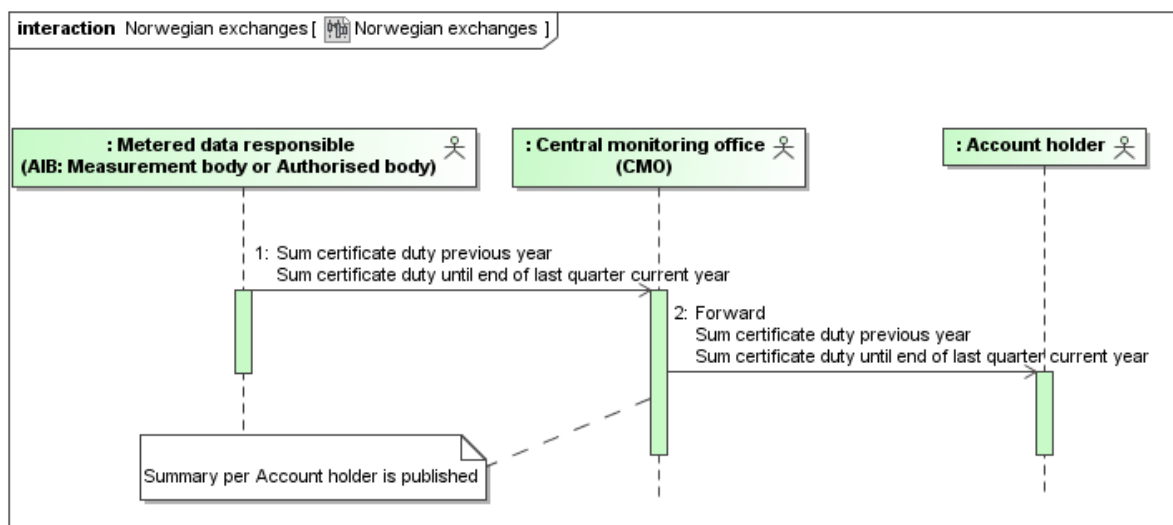 interaction Norwegian exchanges [ Norwegian exchanges ]
: Metered data responsible
(AIB: Measurement body or Authorised body)
: Central monitoring office
(CMO)
: Account holder
1: Sum certificate duty previous year
Sum certificate duty until end of last quarter current year
2: Forward
Sum certificate duty previous year
Sum certificate duty until end of last quarter current year
Summary per Account holder is published